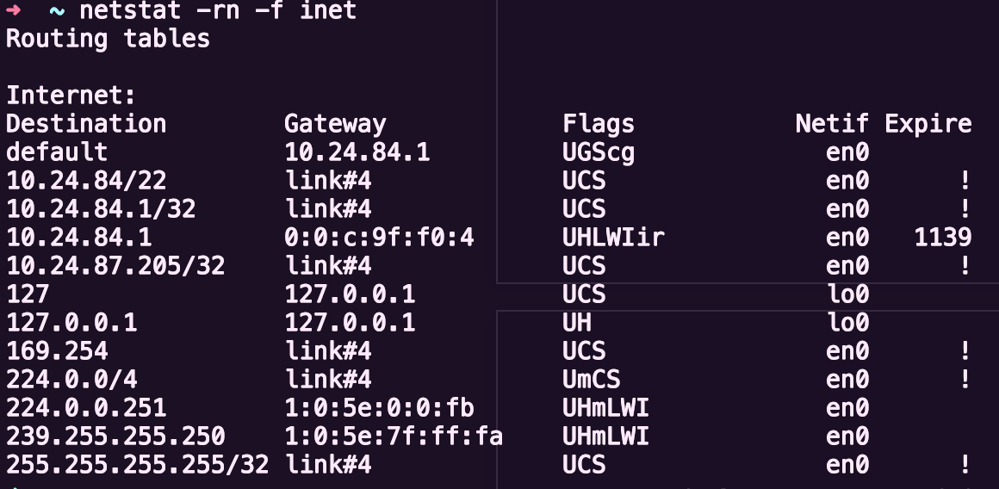 ➜  ~ netstat -rn -f inet
Routing tables

Internet:
Destination        Gateway            Flags           Netif Expire
default            10.24.84.1         UGScg             en0
10.24.84/22        link#4             UCS               en0      !
10.24.84.1/32      link#4             UCS               en0      !
10.24.84.1         0:0:c:9f:f0:4      UHLWIir           en0   1139
10.24.87.205/32    link#4             UCS               en0      !
127                127.0.0.1          UCS               lo0
127.0.0.1          127.0.0.1          UH                lo0
169.254            link#4             UCS               en0      !
224.0.0/4          link#4             UmCS              en0      !
224.0.0.251        1:0:5e:0:0:fb      UHmLWI            en0
239.255.255.250    1:0:5e:7f:ff:fa    UHmLWI            en0
255.255.255.255/32 link#4             UCS               en0      !